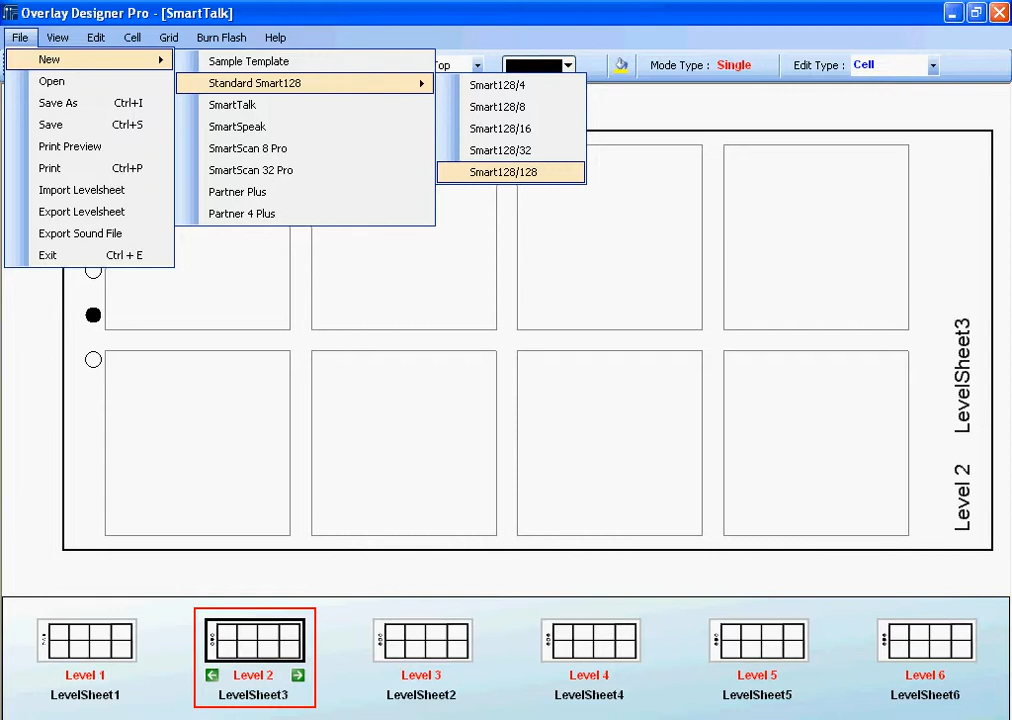 Overlay Designer Pro - [SmartTalk]
File View Edit Cell Grid Burn Flash Help
Top Mode Type : Single Edit Type : Cell
New
Open
Save As Ctrl+I
Save Ctrl+S
Print Preview
Print Ctrl+P
Import Levelsheet
Export Levelsheet
Export Sound File
Exit Ctrl + E
Sample Template
Standard Smart128
SmartTalk
SmartSpeak
SmartScan 8 Pro
SmartScan 32 Pro
Partner Plus
Partner 4 Plus
Smart128/4
Smart128/8
Smart128/16
Smart128/32
Smart128/128
Level 2 LevelSheet3
Level 1 Level 2 Level 3 Level 4 Level 5 Level 6
LevelSheet1 LevelSheet3 LevelSheet2 LevelSheet4 LevelSheet5 LevelSheet6